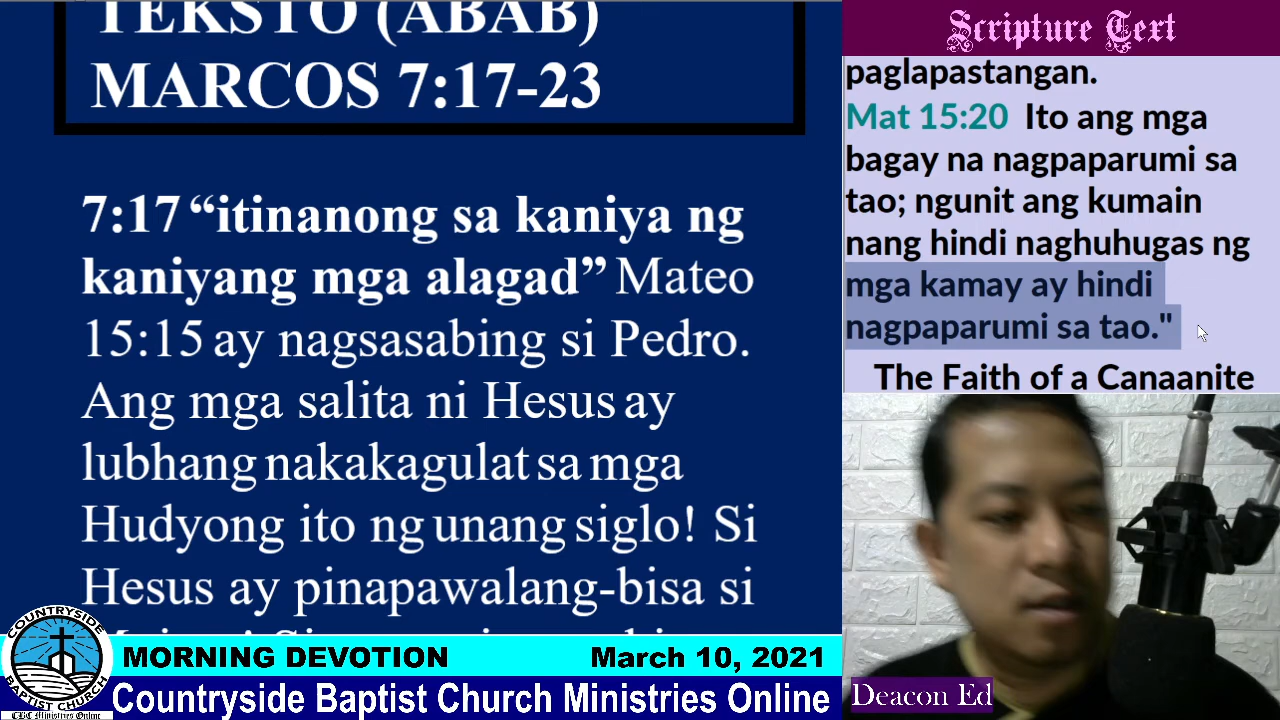 TEKSTO (ABAB)
MARCOS 7:17-23
7:17 “itinanong sa kaniya ng
kaniyang mga alagad” Mateo
15:15 ay nagsasabing si Pedro.
Ang mga salita ni Hesus ay
lubhang nakakagulat sa mga
Hudyong ito ng unang siglo! Si
Hesus ay pinapawalang-bisa si
Scripture Text
paglapastangan.
Mat 15:20 Ito ang mga
bagay na nagpaparumi sa
tao; ngunit ang kumain
nang hindi naghuhugas ng
mga kamay ay hindi
nagpaparumi sa tao."
The Faith of a Canaanite
COUNTRYSIDE
BAPTIST CHURCH
CBC Ministries Online
MORNING DEVOTION March 10, 2021
Countryside Baptist Church Ministries Online
Deacon Ed